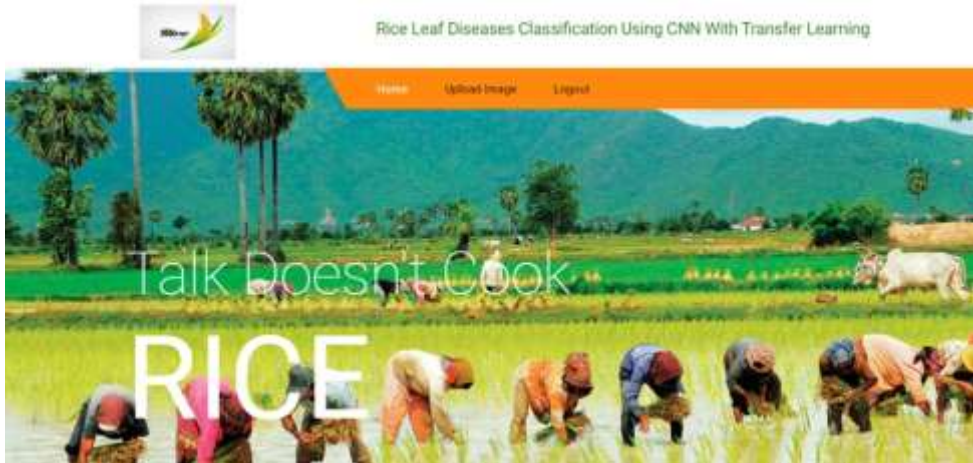 Rice Leaf Diseases Classification Using CNN With Transfer Learning
Home
Upload Image
Logout
Talk Doesn't Cook
RICE